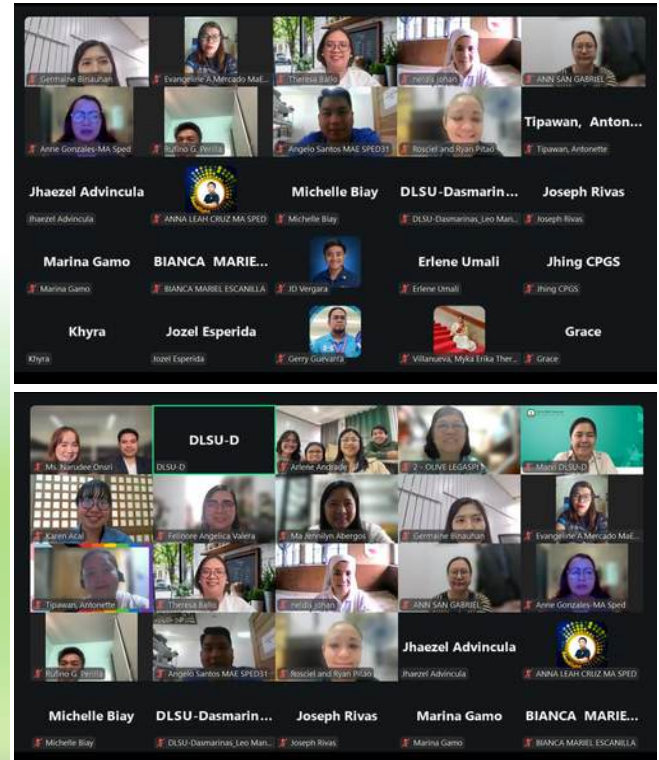 Germaine Binauhan
Evangeline A Mercado MaE...
Theresa Ballo
nelda Johan
ANN SAN GABRIEL
Tipawan, Anton...
Anne Gonzales-MA Sped
Rufino G. Perilla
Angelo Santos MAE SPED31
Rosciel and Ryan Pitao
Tipawan, Antonette
Jhaezel Advincula
Michelle Biay
DLSU-Dasmarin...
Joseph Rivas
Jhaezel Advincula
ANNA LEAH CRUZ MA SPED
Michelle Biay
DLSU-Dasmarinas_Leo Man...
Joseph Rivas
Marina Gamo
BIANCA MARIE...
Erlene Umali
Jhing CPGS
Marina Gamo
BIANCA MARIEL ESCANILLA
JD Vergara
Erlene Umali
Jhing CPGS
Khyra
Jozel Esperida
Grace
Khyra
Jozel Esperida
Gerry Guevarra
Villanueva, Myka Erika Ther...
Grace
DLSU-D
Ms. Narudee Onsri
DLSU-D
Arlene Andrade
2 - OLIVE LEGASPI
Manri DLSU-D
Karen Acal
Fellinore Angelica Valera
Ma Jennilyn Abergos
Germaine Binauhan
Evangeline A Mercado MaE...
Tipawan, Antonette
Theresa Ballo
nelda Johan
ANN SAN GABRIEL
Anne Gonzales-MA Sped
Jhaezel Advincula
Rufino G. Perilla
Angelo Santos MAE SPED31
Rosciel and Ryan Pitao
Jhaezel Advincula
ANNA LEAH CRUZ MA SPED
Michelle Biay
DLSU-Dasmarin...
Joseph Rivas
Marina Gamo
BIANCA MARIE...
Michelle Biay
DLSU-Dasmarinas_Leo Man...
Joseph Rivas
Marina Gamo
BIANCA MARIEL ESCANILLA